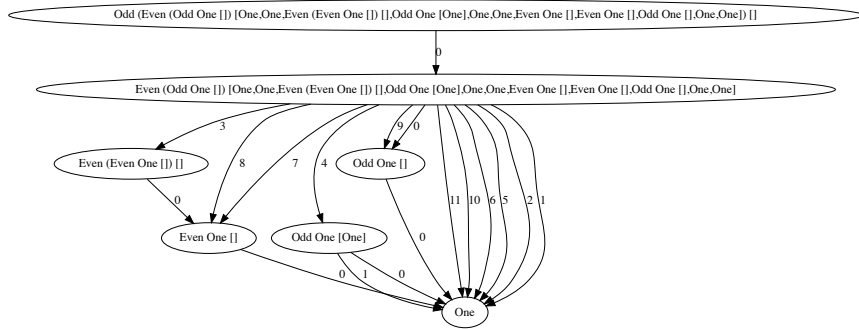 Odd (Even (Odd One []) [One,One,Even (Even One []) [],Odd One [One],One,One,Even One [],Even One [],Odd One [],One,One]) []
0
Even (Odd One []) [One,One,Even (Even One []) [],Odd One [One],One,One,Even One [],Even One [],Odd One [],One,One]
3
9
0
Even (Even One []) []
8
7
4
Odd One []
11
10
6
5
2
1
0
Even One []
Odd One [One]
0
0
1
0
One